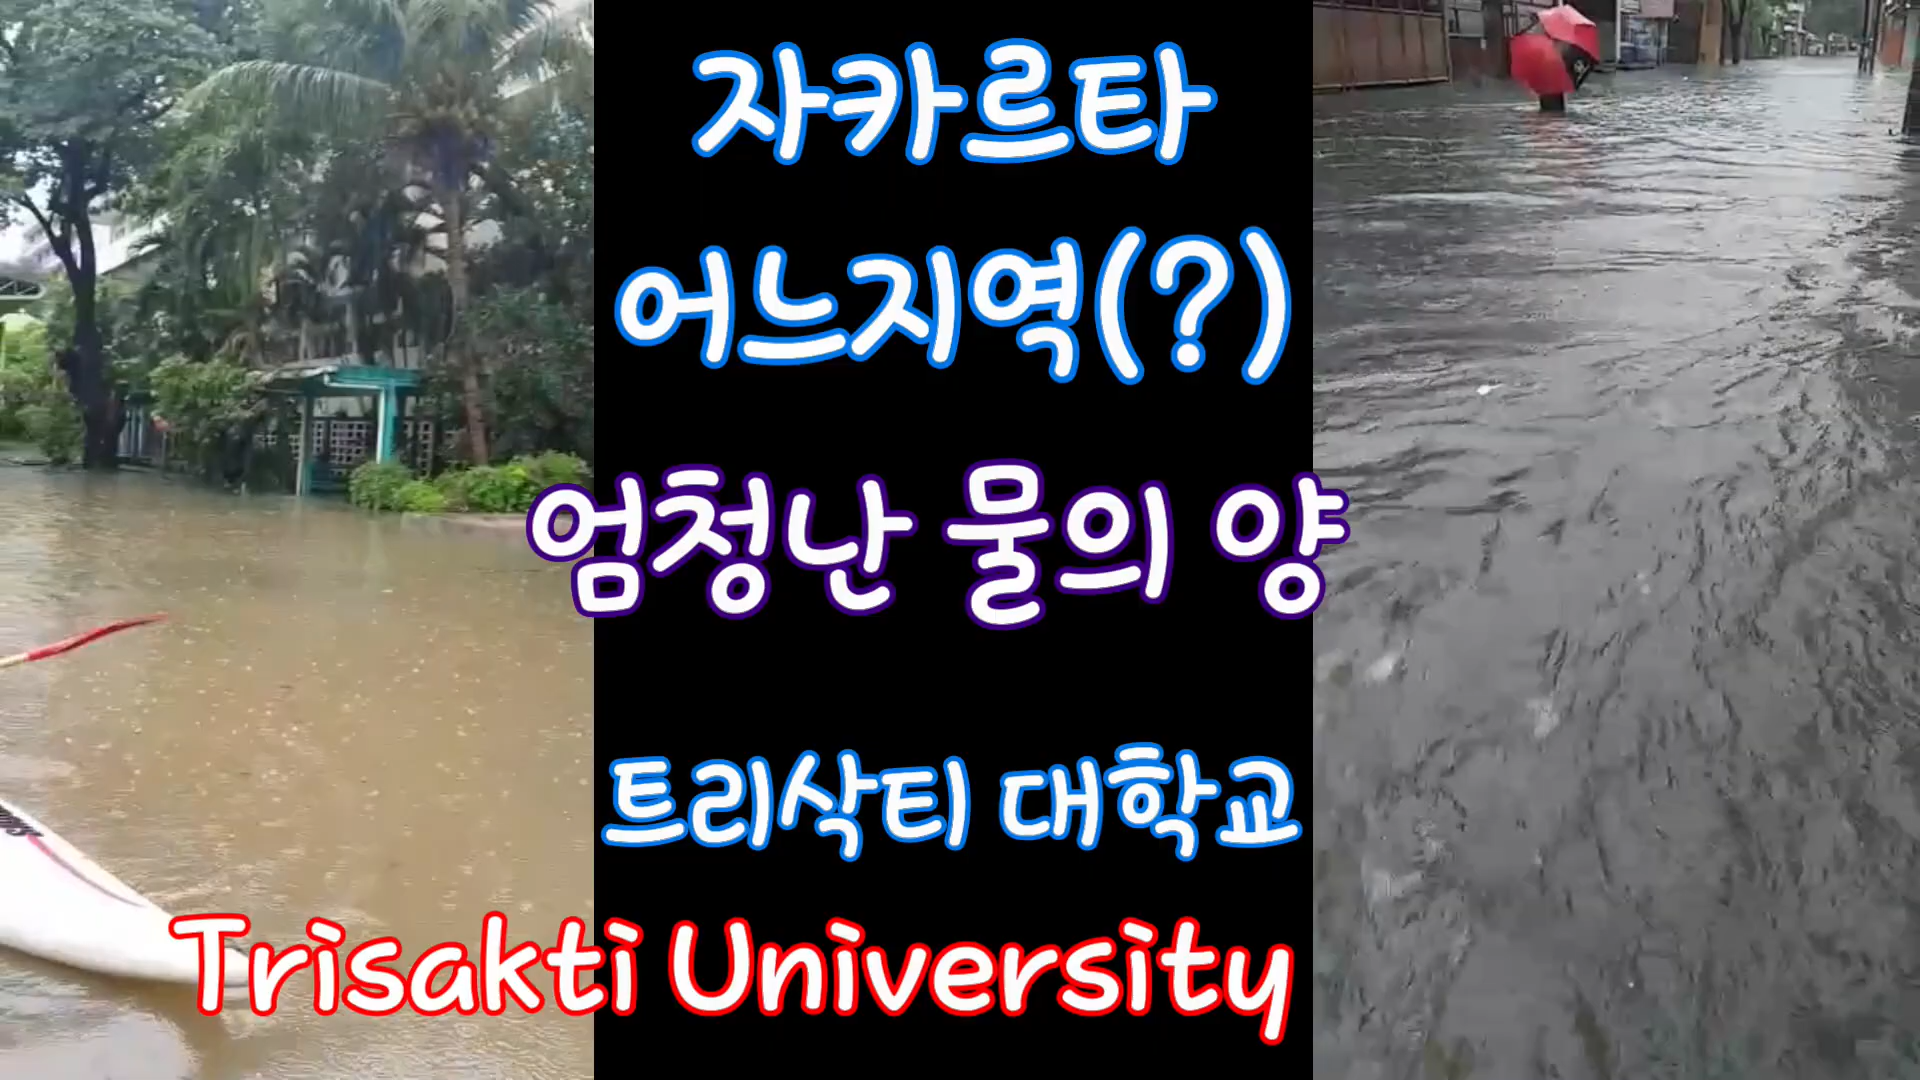 자카르타
어느지역(?)
엄청난 물의 양
트리삭티 대학교
Trisakti University